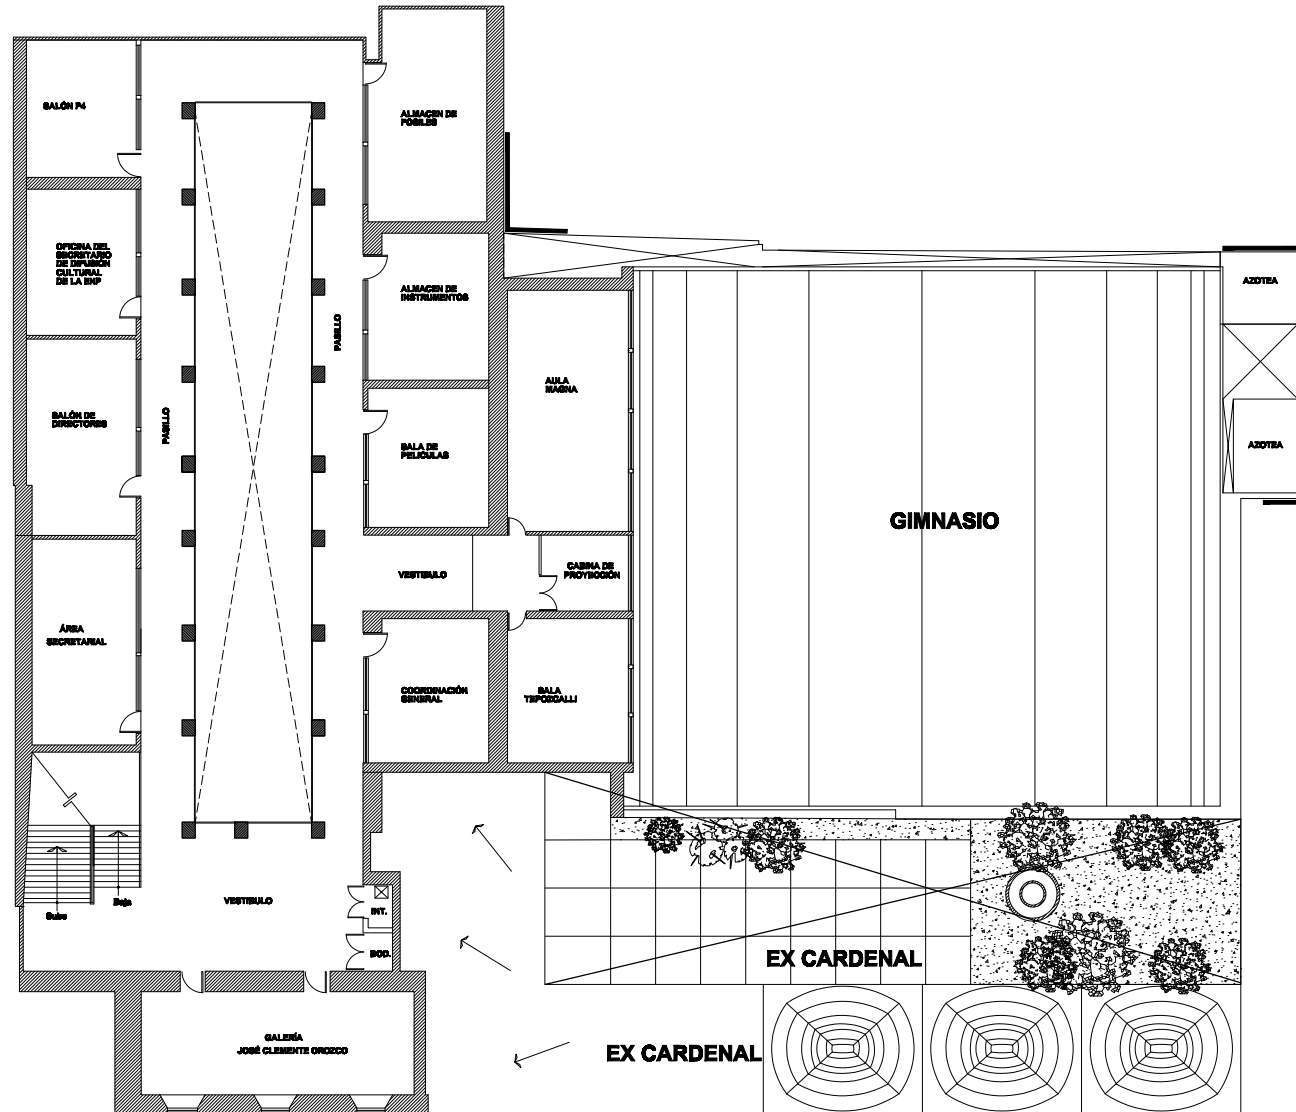 SALÓN P4
ALMACEN DE
FOSILES
OFICINA DEL
SECRETARIO
DE DIFUSIÓN
CULTURAL
DE LA ENP
ALMACEN DE
INSTRUMENTOS
AZOTEA
PASILLO
AULA
MAGNA
SALÓN DE
DIRECTORES
PASILLO
SALA DE
PELICULAS
AZOTEA
GIMNASIO
VESTIBULO
CABINA DE
PROYECCIÓN
ÁREA
SECRETARIAL
COORDINACIÓN
GENERAL
SALA
TEPOZCALLI
Sube
Baja
VESTIBULO
INT.
BOD.
EX CARDENAL
GALERÍA
JOSÉ CLEMENTE OROZCO
EX CARDENAL